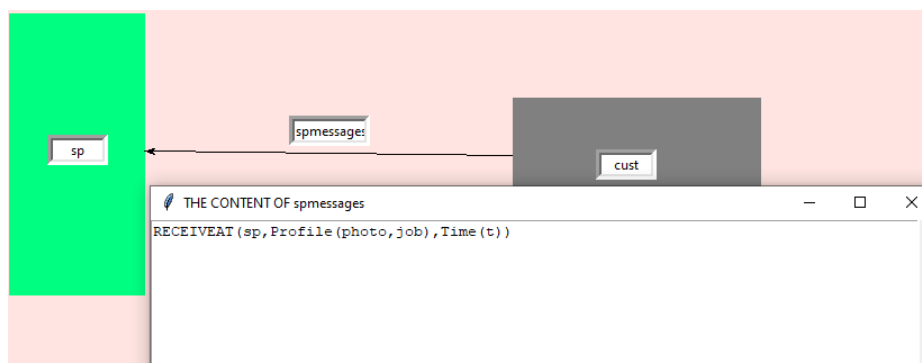 sp
spmessages
cust
THE CONTENT OF spmessages
RECEIVEAT(sp,Profile(photo,job),Time(t))